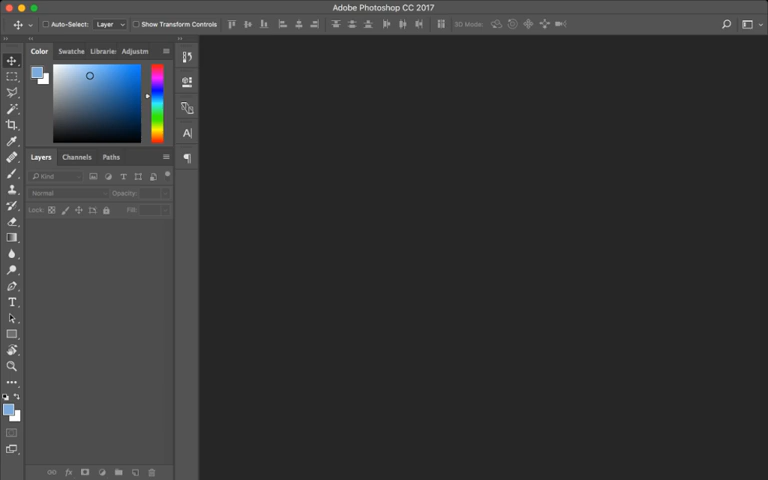 Adobe Photoshop CC 2017
Auto-Select: Layer Show Transform Controls 3D Mode:
Color Swatche Librarie Adjustm
Layers Channels Paths
Kind
Normal Opacity:
Lock: Fill: